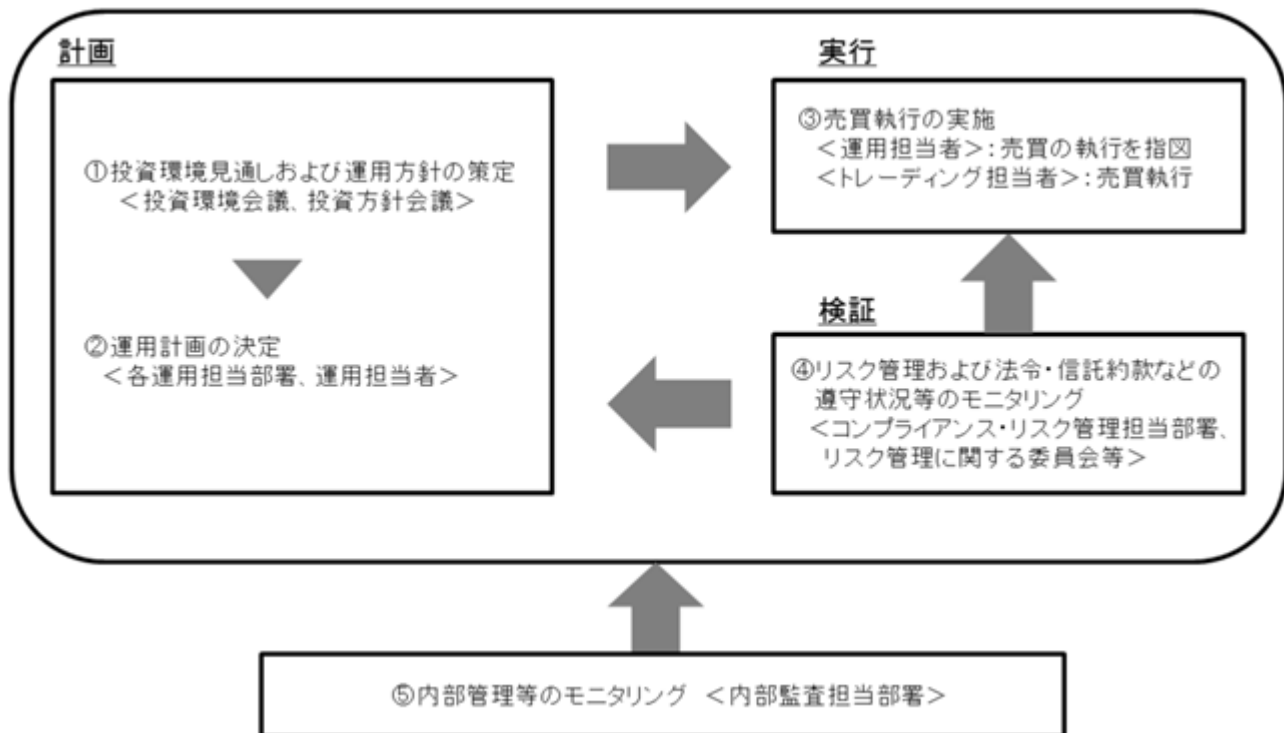 計画
①投資環境見通しおよび運用方針の策定
＜投資環境会議、投資方針会議＞
②運用計画の決定
＜各運用担当部署、運用担当者＞
実行
③売買執行の実施
＜運用担当者＞：売買の執行を指図
＜トレーディング担当者＞：売買執行
検証
④リスク管理および法令・信託約款などの
遵守状況等のモニタリング
＜コンプライアンス・リスク管理担当部署、
リスク管理に関する委員会等＞
⑤内部管理等のモニタリング ＜内部監査担当部署＞